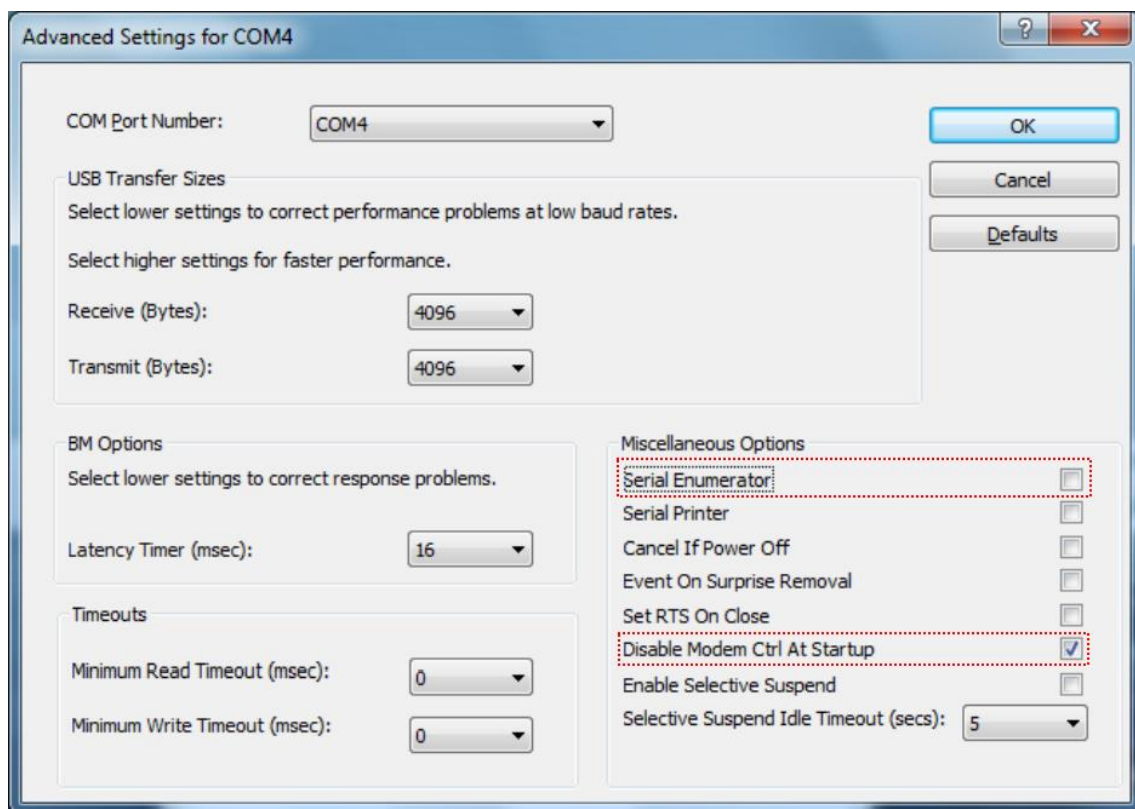 Advanced Settings for COM4
COM Port Number:
COM4
OK
Cancel
Defaults
USB Transfer Sizes
Select lower settings to correct performance problems at low baud rates.
Select higher settings for faster performance.
Receive (Bytes):
4096
Transmit (Bytes):
4096
BM Options
Select lower settings to correct response problems.
Latency Timer (msec):
16
Timeouts
Minimum Read Timeout (msec):
0
Minimum Write Timeout (msec):
0
Miscellaneous Options
Serial Enumerator
Serial Printer
Cancel If Power Off
Event On Surprise Removal
Set RTS On Close
Disable Modem Ctrl At Startup
Enable Selective Suspend
Selective Suspend Idle Timeout (secs):
5